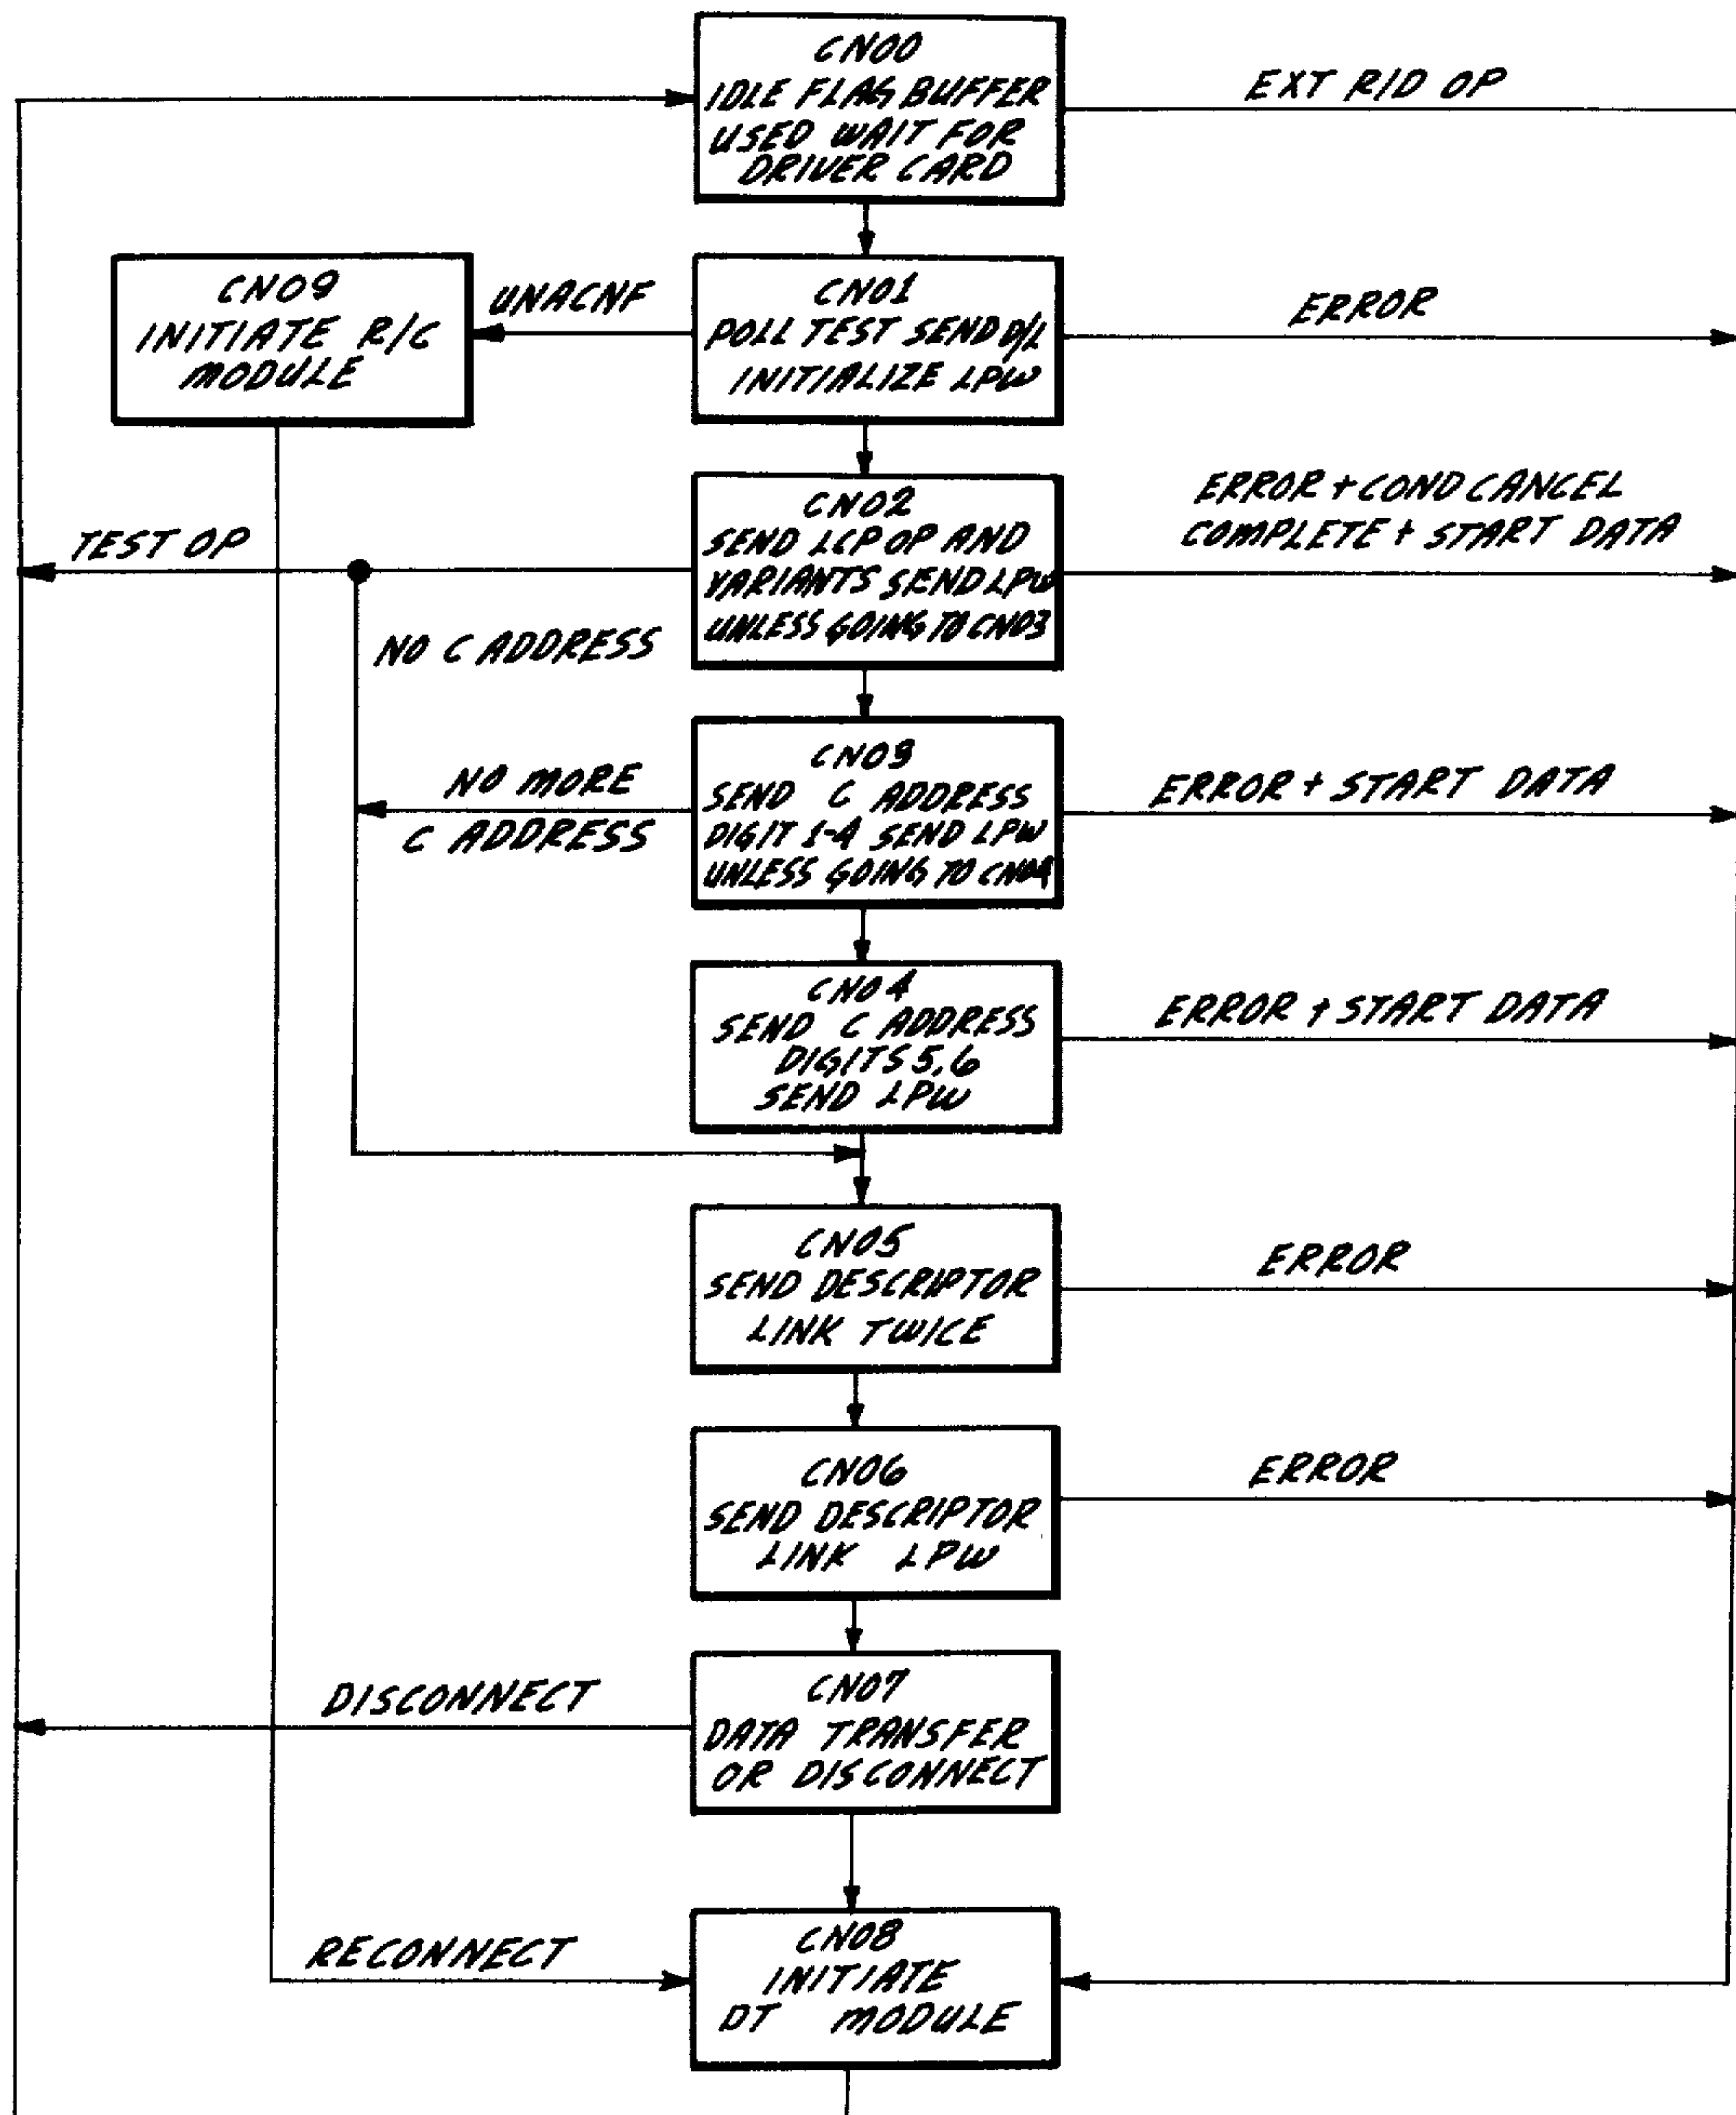 CN00
IDLE FLAG BUFFER
USED WAIT FOR
DRIVER CARD
EXT RID OP
CN09
INITIATE R/C
MODULE
UNACNF
CN01
POLL TEST SEND D/L
INITIALIZE LPW
ERROR
TEST OP
CN02
SEND LCP OP AND
VARIANTS SEND LPW
UNLESS GOING TO CN03
ERROR + COND CANCEL
COMPLETE + START DATA
NO C ADDRESS
NO MORE
C ADDRESS
CN03
SEND C ADDRESS
DIGIT 1-4 SEND LPW
UNLESS GOING TO CN04
ERROR + START DATA
CN04
SEND C ADDRESS
DIGITS 5,6
SEND LPW
ERROR + START DATA
CN05
SEND DESCRIPTOR
LINK TWICE
ERROR
CN06
SEND DESCRIPTOR
LINK LPW
ERROR
DISCONNECT
CN07
DATA TRANSFER
OR DISCONNECT
RECONNECT
CN08
INITIATE
DT MODULE